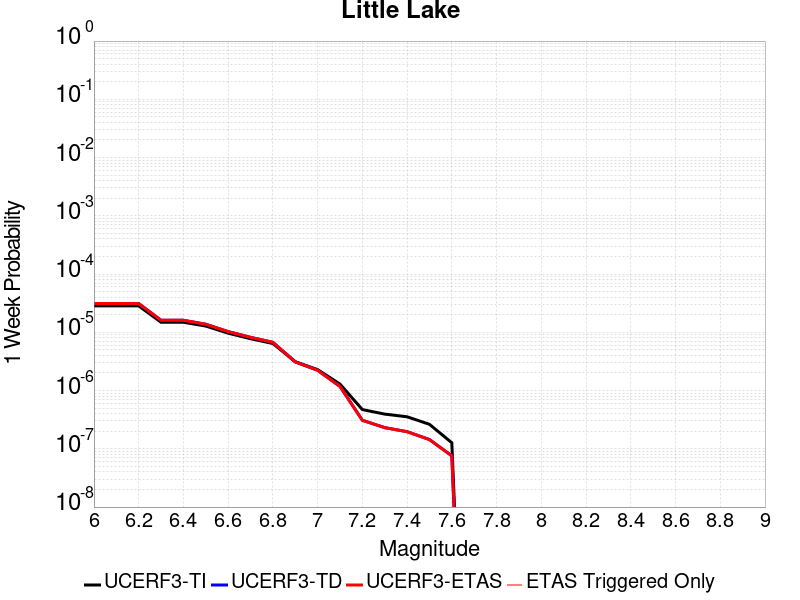 Little Lake
10^0
10^-1
10^-2
10^-3
10^-4
10^-5
10^-6
10^-7
10^-8
1 Week Probability
6 6.2 6.4 6.6 6.8 7 7.2 7.4 7.6 7.8 8 8.2 8.4 8.6 8.8 9
Magnitude
UCERF3-TI UCERF3-TD UCERF3-ETAS ETAS Triggered Only